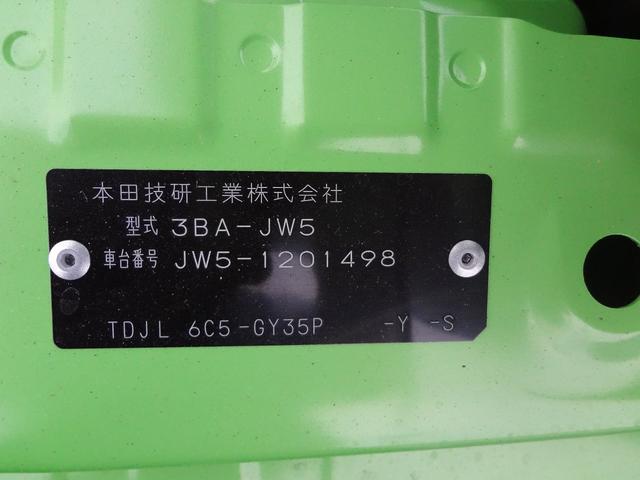 本田技研工業株式会社
型式 3BA-JW5
車台番号 JW5-1201498
TDJL 6C5-GY35P -Y -S